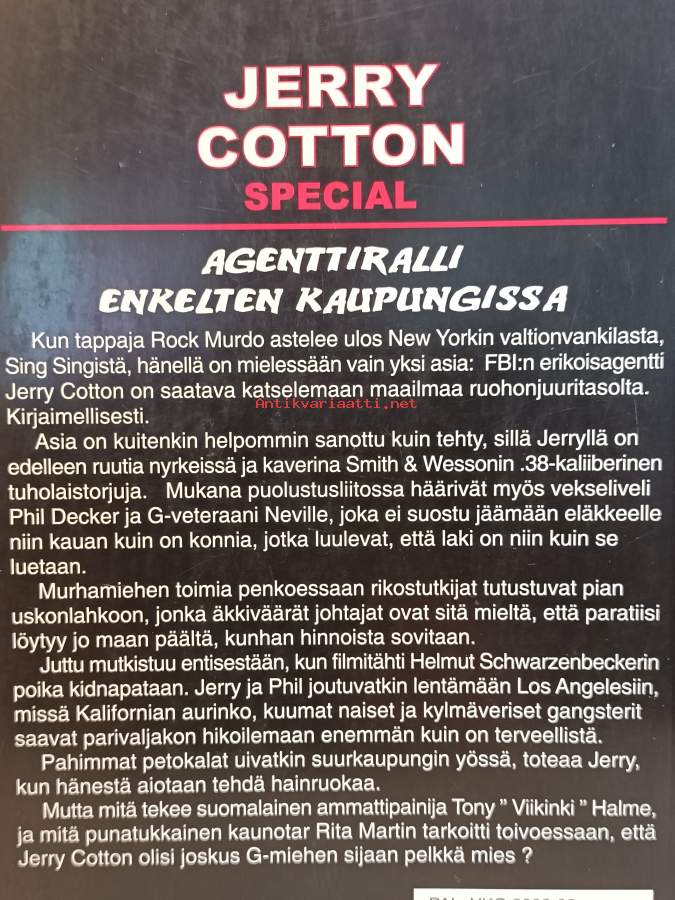 JERRY
COTTON
SPECIAL
AGENTTIRALLI
ENKELTEN KAUPUNGISSA
Kun tappaja Rock Murdo astelee ulos New Yorkin valtionvankilasta,
Sing Singistä, hänellä on mielessään vain yksi asia: FBI:n erikoisagentti
Jerry Cotton on saatava katselemaan maailmaa ruohonjuuritasolta.
Antikvariaatti.net
Kirjaimellisesti.
Asia on kuitenkin helpommin sanottu kuin tehty, sillä Jerryllä on
edelleen ruutia nyrkeissä ja kaverina Smith & Wessonin .38-kaliiberinen
tuholaistorjuja. Mukana puolustusliitossa häärivät myös vekseliveli
Phil Decker ja G-veteraani Neville, joka ei suostu jäämään eläkkeelle
niin kauan kuin on konnia, jotka luulevat, että laki on niin kuin se
luetaan.
Murhamiehen toimia penkoessaan rikostutkijat tutustuvat pian
uskonlahkoon, jonka äkkiväärät johtajat ovat sitä mieltä, että paratiisi
löytyy jo maan päältä, kunhan hinnoista sovitaan.
Juttu mutkistuu entisestään, kun filmitähti Helmut Schwarzenbeckerin
poika kidnapataan. Jerry ja Phil joutuvatkin lentämään Los Angelesiin,
missä Kalifornian aurinko, kuumat naiset ja kylmäveriset gangsterit
saavat parivaljakon hikoilemaan enemmän kuin on terveellistä.
Pahimmat petokalat uivatkin suurkaupungin yössä, toteaa Jerry,
kun hänestä aiotaan tehdä hainruokaa.
Mutta mitä tekee suomalainen ammattipainija Tony ” Viikinki ” Halme,
ja mitä punatukkainen kaunotar Rita Martin tarkoitti toivoessaan, että
Jerry Cotton olisi joskus G-miehen sijaan pelkkä mies ?